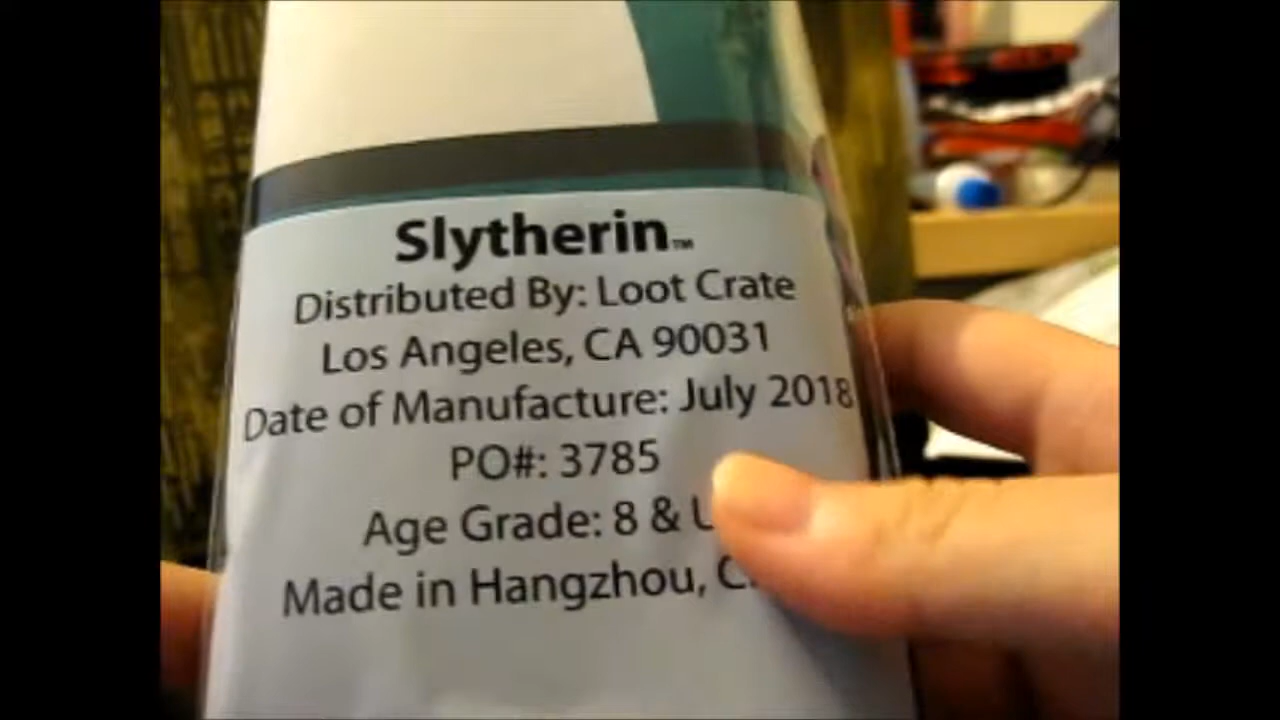 Slytherin™
Distributed By: Loot Crate
Los Angeles, CA 90031
Date of Manufacture: July 2018
PO#: 3785
Age Grade: 8 &
Made in Hangzhou,